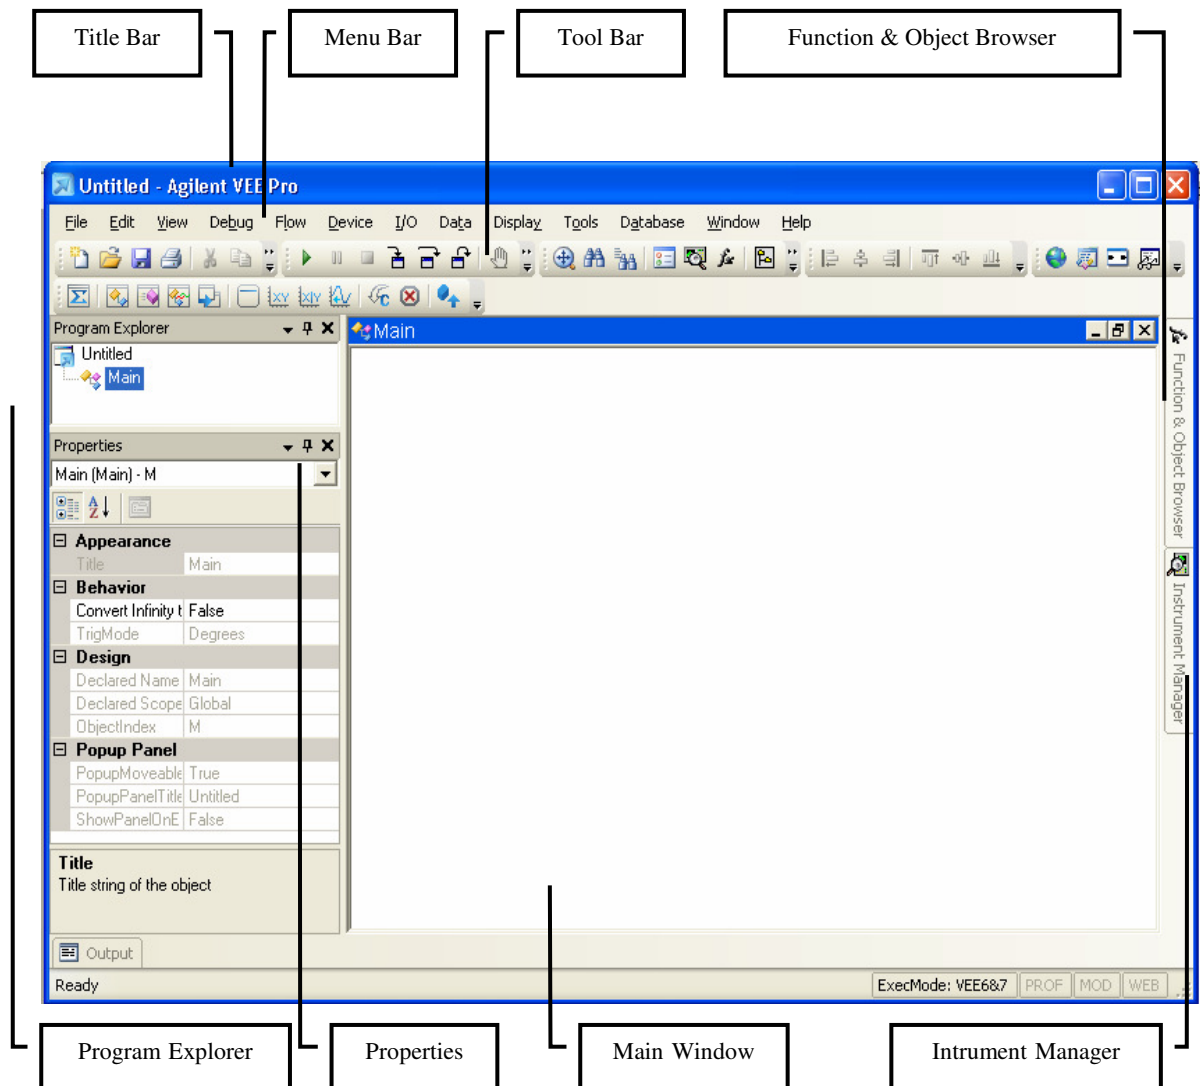 Title Bar
Menu Bar
Tool Bar
Function & Object Browser
Untitled - Agilent VEE Pro
File Edit View Debug Flow Device I/O Data Display Tools Database Window Help
Program Explorer
Untitled
Main
Main
Properties
Main (Main) - M
Appearance
Title Main
Behavior
Convert Infinity t False
TrigMode Degrees
Design
Declared Name Main
Declared Scope Global
ObjectIndex M
Popup Panel
PopupMoveable True
PopupPanelTitle Untitled
ShowPanelOnE False
Title
Title string of the object
Function & Object Browser
Instrument Manager
Output
Ready
ExecMode: VEE6&7 PROF MOD WEB
Program Explorer
Properties
Main Window
Intrument Manager